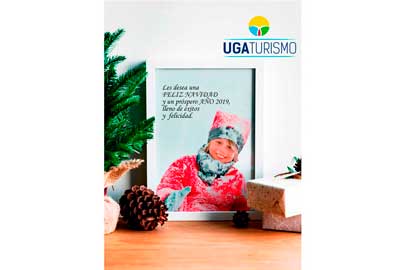 UGATURISMO
Les desea una
FELIZ NAVIDAD
y un próspero AÑO 2019,
lleno de éxitos
y felicidad.